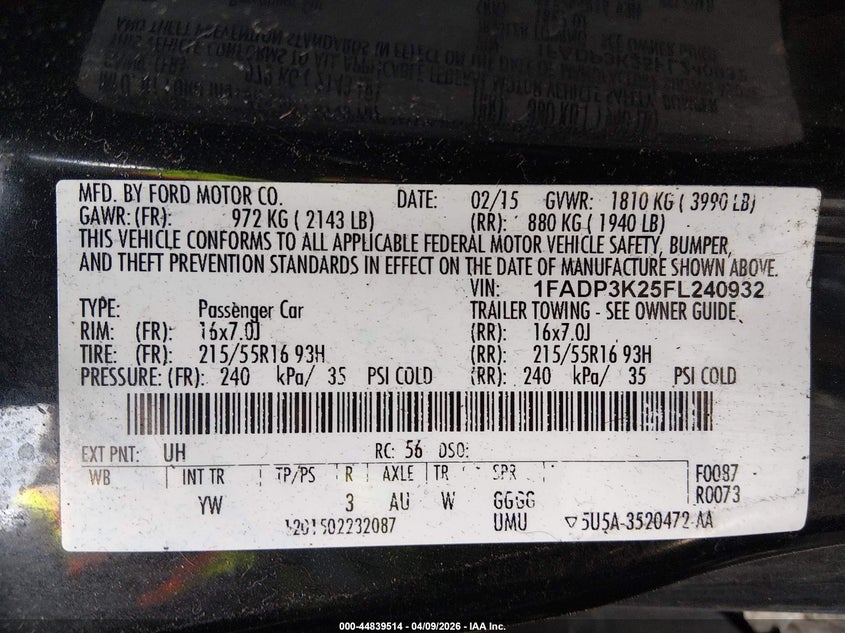 MFD. BY FORD MOTOR CO. DATE: 02/15 GVWR: 1810 KG ( 3990 LB)
GAWR: (FR): 972 KG ( 2143 LB) (RR): 880 KG ( 1940 LB)
THIS VEHICLE CONFORMS TO ALL APPLICABLE FEDERAL MOTOR VEHICLE SAFETY, BUMPER,
AND THEFT PREVENTION STANDARDS IN EFFECT ON THE DATE OF MANUFACTURE SHOWN ABOVE.
VIN: 1FADP3K25FL240932
TYPE: Passenger Car TRAILER TOWING - SEE OWNER GUIDE
RIM: (FR): 16x7.0J (RR): 16x7.0J
TIRE: (FR): 215/55R16 93H (RR): 215/55R16 93H
PRESSURE: (FR): 240 kPa/ 35 PSI COLD (RR): 240 kPa/ 35 PSI COLD
EXT PNT: UH RC: 56 DSO:
WB INT TR TP/PS R AXLE TR SPR F0087
YW 3 AU W GGGG R0073
UMU ▽5U5A-3520472-AA
000-44839514 - 04/09/2026 - IAA Inc.